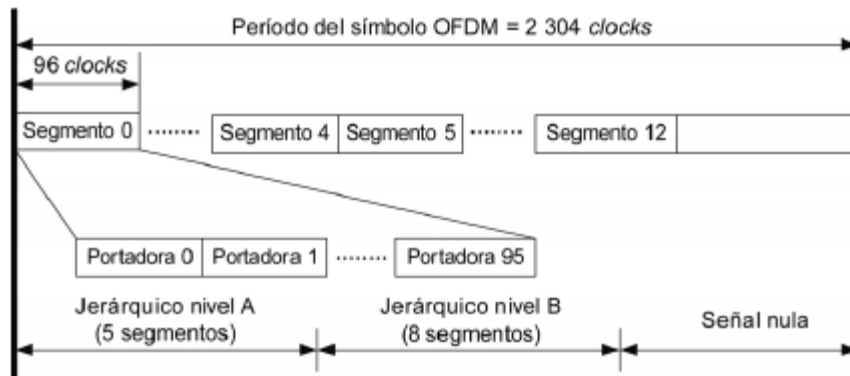 Período del símbolo OFDM = 2 304 clocks
96 clocks
Segmento 0 ........ Segmento 4 Segmento 5 ........ Segmento 12
Portadora 0 Portadora 1 ........ Portadora 95
Jerárquico nivel A Jerárquico nivel B
(5 segmentos) (8 segmentos) Señal nula